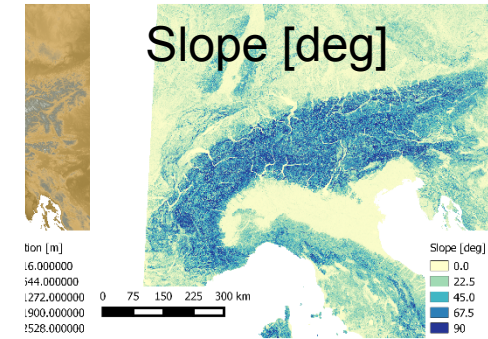 Slope [deg]
tion [m]
16.000000
544.000000
1272.000000
1900.000000
2528.000000
0 75 150 225 300 km
Slope [deg]
0.0
22.5
45.0
67.5
90